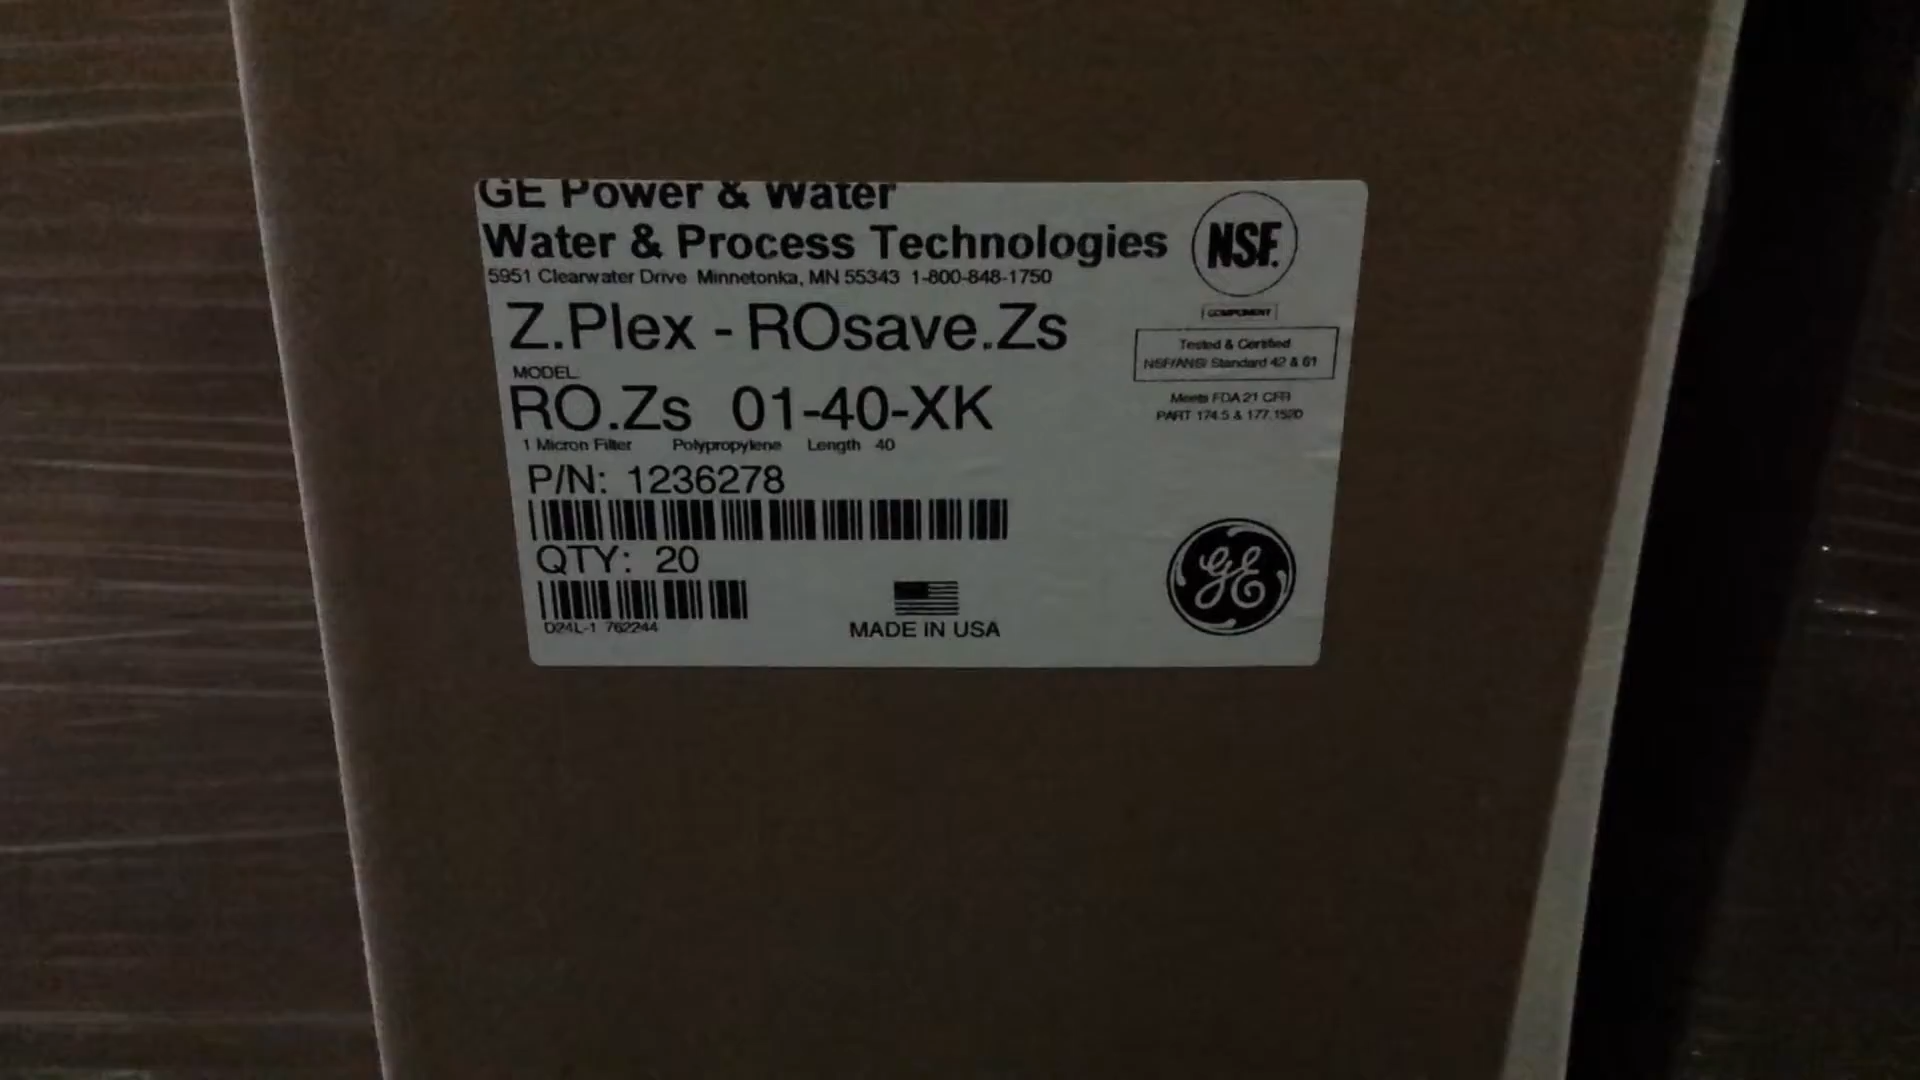 GE Power & Water
Water & Process Technologies
5951 Clearwater Drive Minnetonka, MN 55343 1-800-848-1750
NSF.
COMPONENT
Z.Plex - ROsave.Zs
Tested & Certified
NSF/ANSI Standard 42 & 61
MODEL
RO.Zs 01-40-XK
Meets FDA 21 CFR
PART 174.5 & 177.1520
1 Micron Filter Polypropylene Length 40
P/N: 1236278
QTY: 20
D24L-1 762244
MADE IN USA
GE